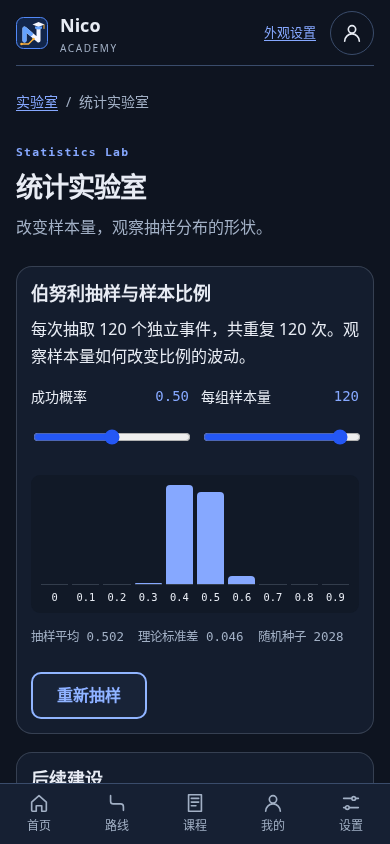 Nico
ACADEMY
外观设置
实验室 / 统计实验室
Statistics Lab
统计实验室
改变样本量，观察抽样分布的形状。
伯努利抽样与样本比例
每次抽取 120 个独立事件，共重复 120 次。观
察样本量如何改变比例的波动。
成功概率 0.50 每组样本量 120
0 0.1 0.2 0.3 0.4 0.5 0.6 0.7 0.8 0.9
抽样平均 0.502 理论标准差 0.046 随机种子 2028
重新抽样
后续建设
首页 路线 课程 我的 设置